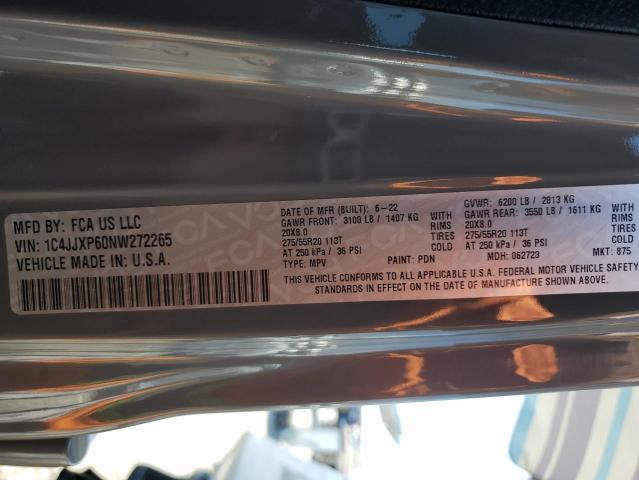 MFD BY: FCA US LLC
VIN: 1C4JJXP60NW272265
VEHICLE MADE IN: U.S.A.
DATE OF MFR (BUILT): 6-22
GAWR FRONT: 3100 LB / 1407 KG WITH
20X8.0 RIMS
275/55R20 113T TIRES
AT 250 kPa / 36 PSI
TYPE: MPV PAINT: PDN
GVWR: 6200 LB / 2813 KG
GAWR REAR: 3550 LB / 1611 KG WITH
20X8.0 RIMS
275/55R20 113T TIRES
AT 250 kPa / 36 PSI
MDH: 062723 MKT: 875
THIS VEHICLE CONFORMS TO ALL APPLICABLE U.S.A. FEDERAL MOTOR VEHICLE SAFETY
STANDARDS IN EFFECT ON THE DATE OF MANUFACTURE SHOWN ABOVE.